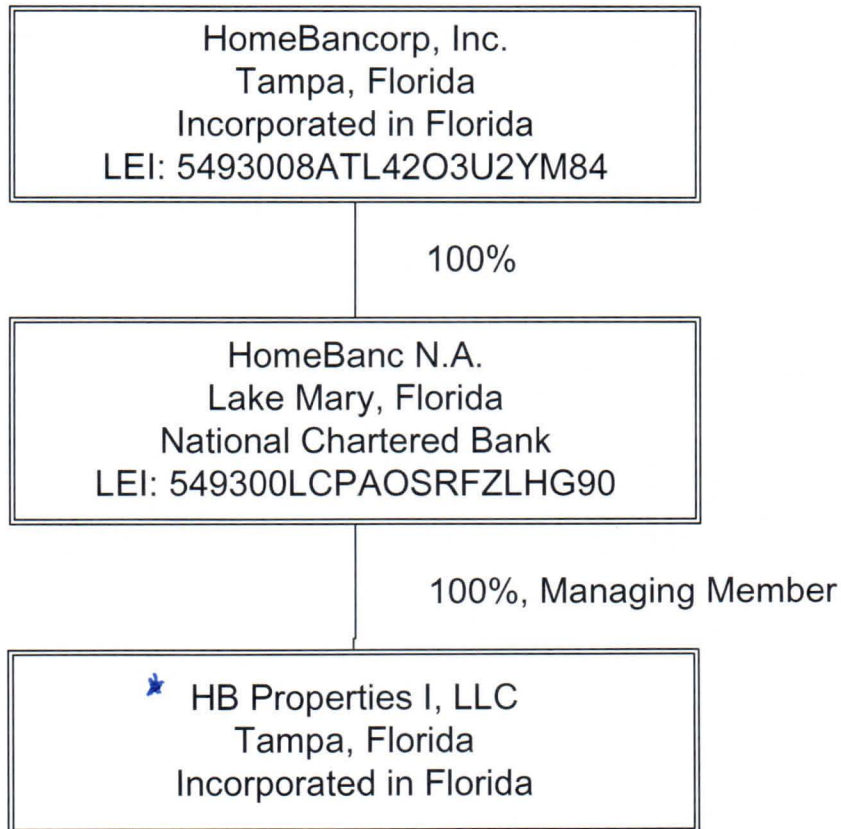 HomeBancorp, Inc.
Tampa, Florida
Incorporated in Florida
LEI: 5493008ATL42O3U2YM84
100%
HomeBanc N.A.
Lake Mary, Florida
National Chartered Bank
LEI: 549300LCPAOSRFZLHG90
100%, Managing Member
* HB Properties I, LLC
Tampa, Florida
Incorporated in Florida